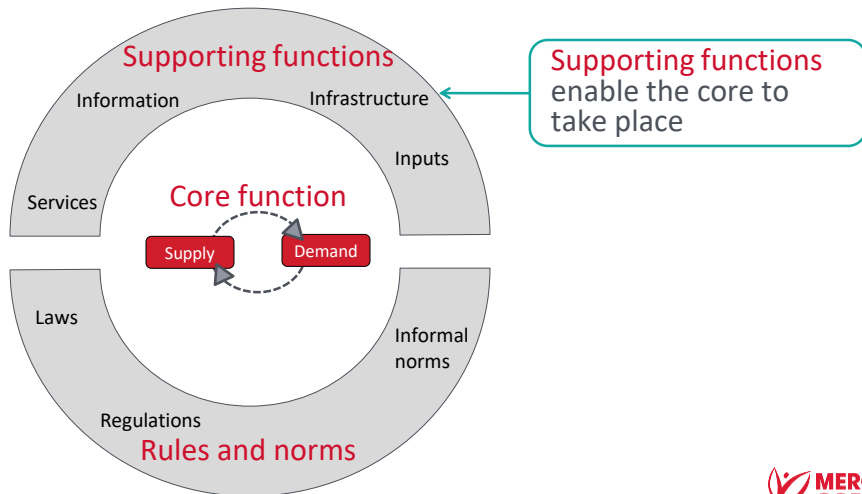 Supporting functions
Information
Infrastructure
Inputs
Services
Supporting functions
enable the core to
take place
Core function
Supply
Demand
Laws
Informal
norms
Regulations
Rules and norms